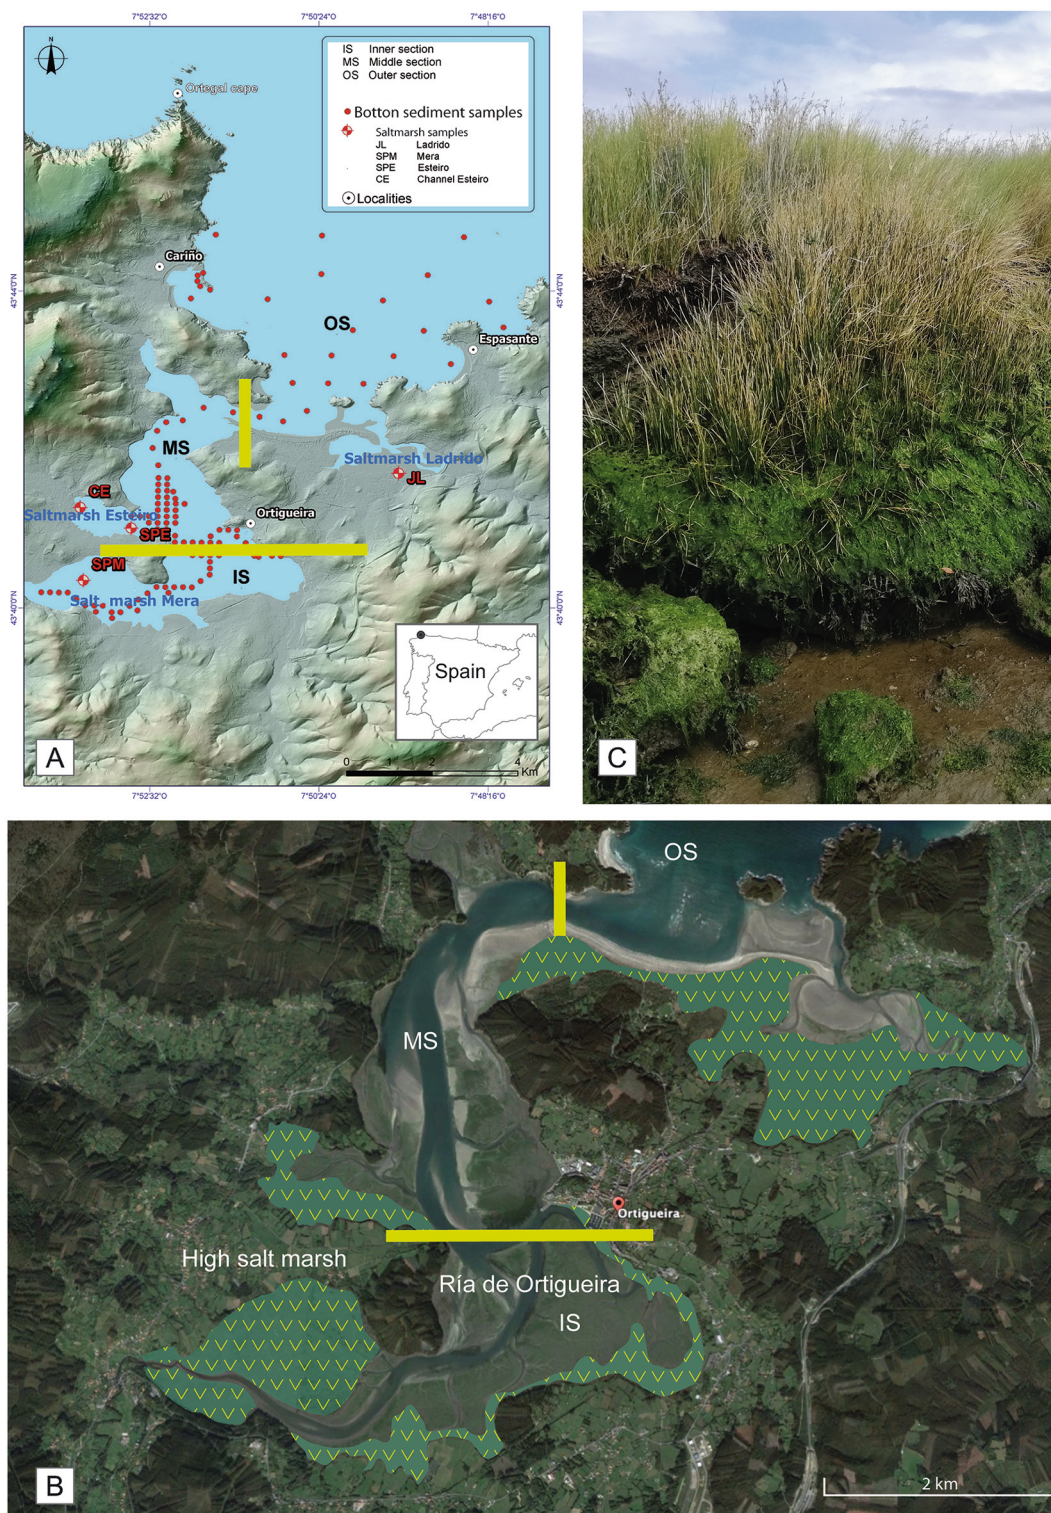 7°52'32"O
7°50'24"O
7°48'16"O
N
IS Inner section
MS Middle section
OS Outer section
Botton sediment samples
Saltmarsh samples
JL Ladrido
SPM Mera
SPE Esteiro
CE Channel Esteiro
Localities
Ortegal cape
Cariño
43°44'0"N
43°44'0"N
OS
Espasante
MS
Saltmarsh Ladrido
JL
CE
Saltmarsh Esteiro
Ortigueira
SPE
SPM
IS
Salt. marsh Mera
43°40'0"N
43°40'0"N
Spain
A
0 1 2 4
Km
7°52'32"O
7°50'24"O
7°48'16"O
C
OS
MS
Ortigueira
High salt marsh
Ría de Ortigueira
IS
B
2 km